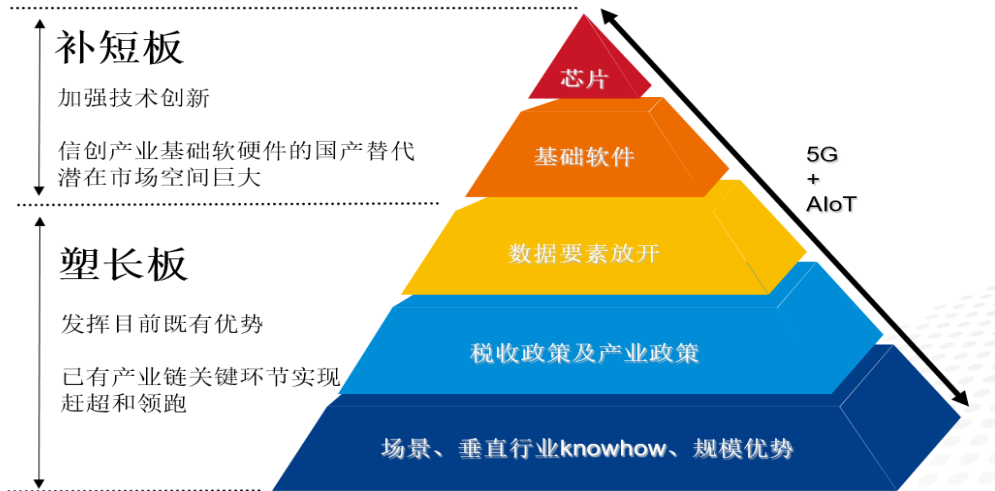 补短板
加强技术创新
信创产业基础软硬件的国产替代
潜在市场空间巨大
塑长板
发挥目前既有优势
已有产业链关键环节实现
赶超和领跑
芯片
基础软件
数据要素放开
税收政策及产业政策
场景、垂直行业knowhow、规模优势
5G
+
AIoT